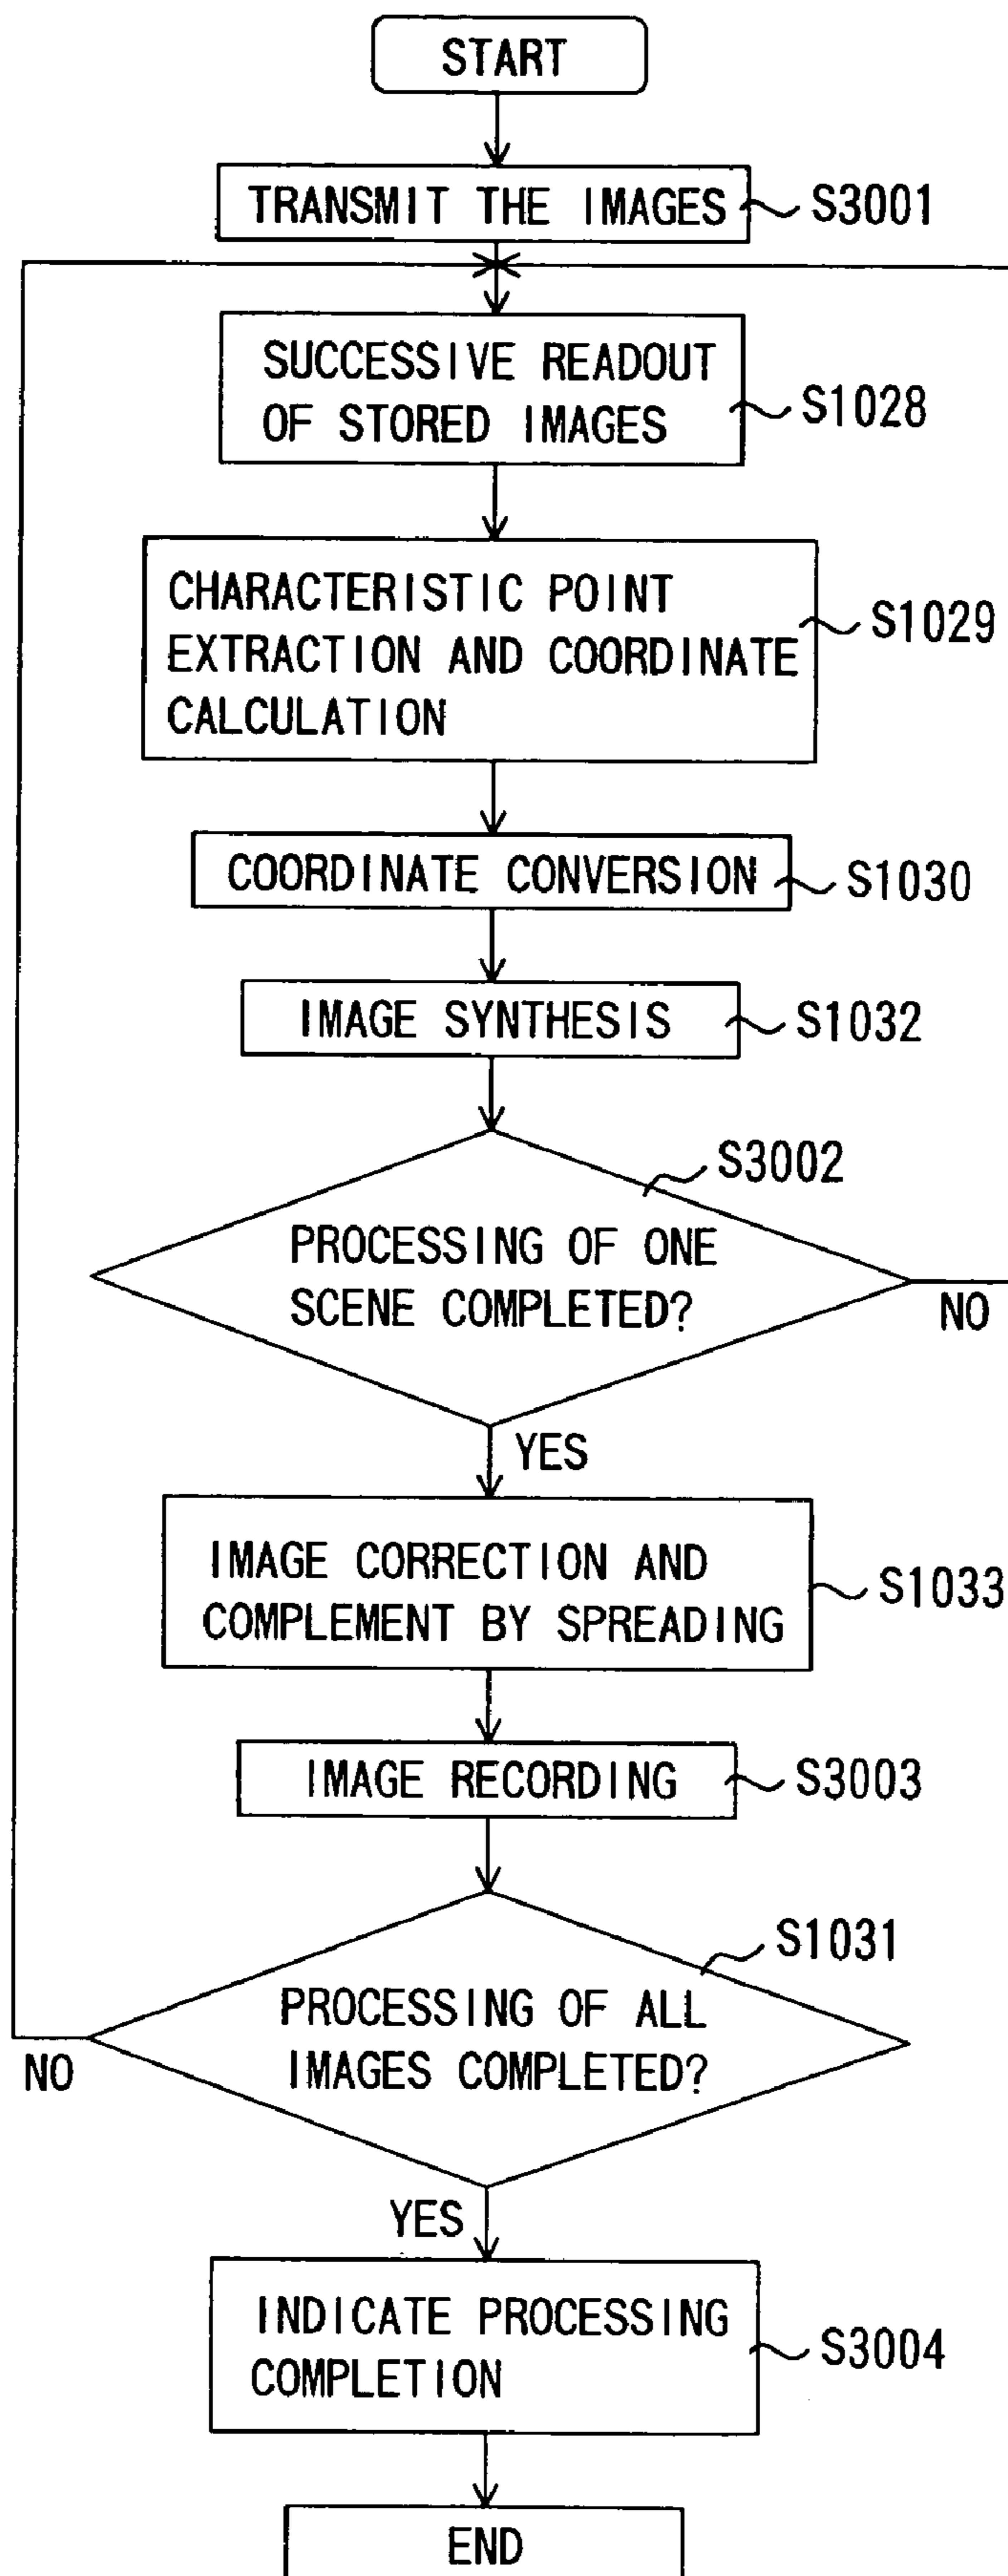 START
TRANSMIT THE IMAGES
S3001
SUCCESSIVE READOUT
OF STORED IMAGES
S1028
CHARACTERISTIC POINT
EXTRACTION AND COORDINATE
CALCULATION
S1029
COORDINATE CONVERSION
S1030
IMAGE SYNTHESIS
S1032
S3002
PROCESSING OF ONE
SCENE COMPLETED?
NO
YES
IMAGE CORRECTION AND
COMPLEMENT BY SPREADING
S1033
IMAGE RECORDING
S3003
S1031
PROCESSING OF ALL
IMAGES COMPLETED?
NO
YES
INDICATE PROCESSING
COMPLETION
S3004
END